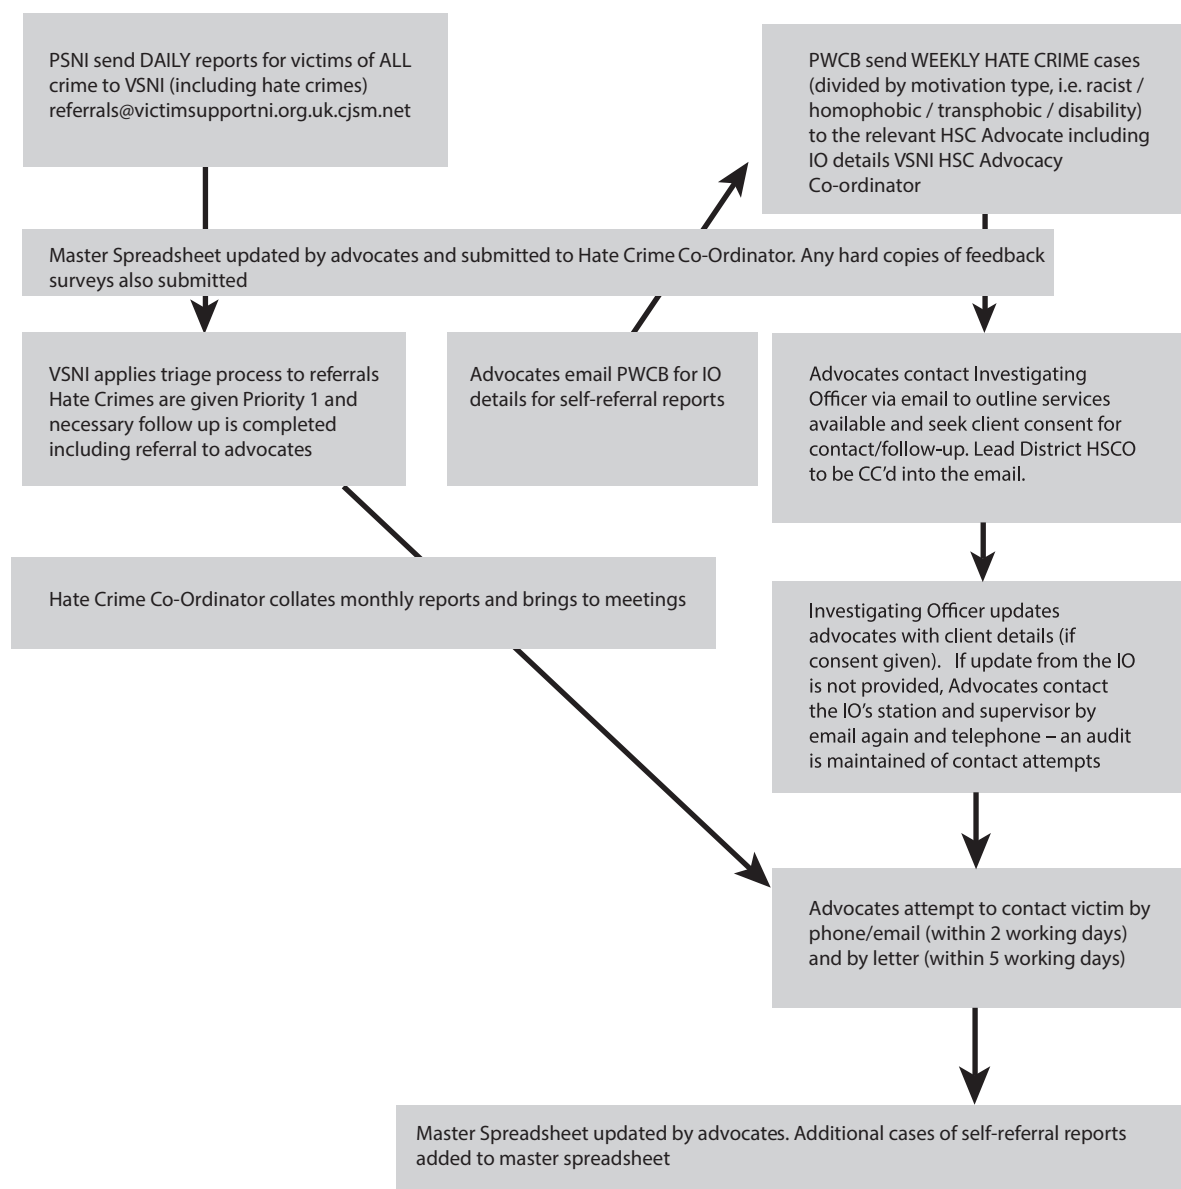 PSNI send DAILY reports for victims of ALL
crime to VSNI (including hate crimes)
referrals@victimsupportni.org.uk.cjsm.net
PWCB send WEEKLY HATE CRIME cases
(divided by motivation type, i.e. racist /
homophobic / transphobic / disability)
to the relevant HSC Advocate including
IO details VSNI HSC Advocacy
Co-ordinator
Master Spreadsheet updated by advocates and submitted to Hate Crime Co-Ordinator. Any hard copies of feedback
surveys also submitted
VSNI applies triage process to referrals
Hate Crimes are given Priority 1 and
necessary follow up is completed
including referral to advocates
Advocates email PWCB for IO
details for self-referral reports
Advocates contact Investigating
Officer via email to outline services
available and seek client consent for
contact/follow-up. Lead District HSCO
to be CC’d into the email.
Hate Crime Co-Ordinator collates monthly reports and brings to meetings
Investigating Officer updates
advocates with client details (if
consent given). If update from the IO
is not provided, Advocates contact
the IO’s station and supervisor by
email again and telephone – an audit
is maintained of contact attempts
Advocates attempt to contact victim by
phone/email (within 2 working days)
and by letter (within 5 working days)
Master Spreadsheet updated by advocates. Additional cases of self-referral reports
added to master spreadsheet